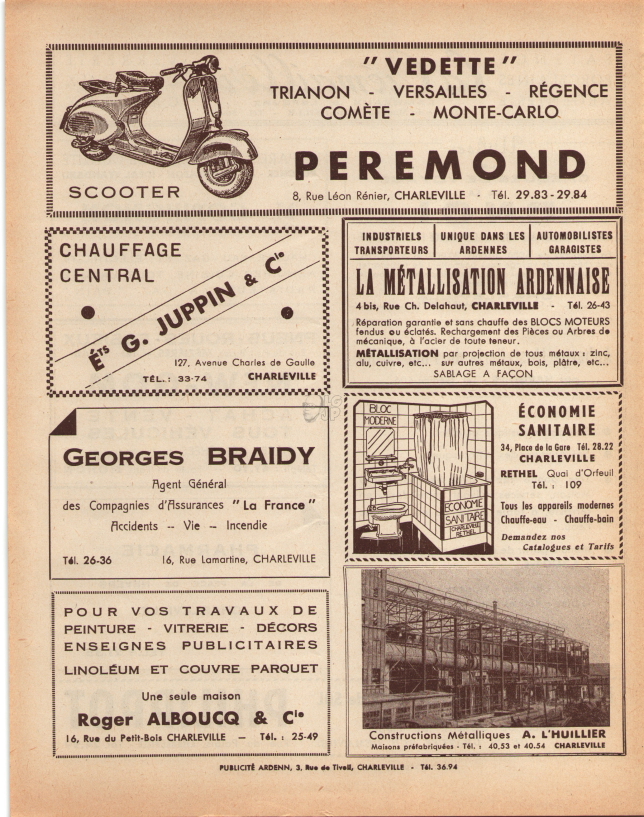 " VEDETTE "
TRIANON - VERSAILLES - RÉGENCE
COMÈTE - MONTE-CARLO
PEREMOND
SCOOTER
8, Rue Léon Rénier, CHARLEVILLE - Tél. 29.83 - 29.84
CHAUFFAGE
CENTRAL
Éts G. JUPPIN & Cie
127, Avenue Charles de Gaulle
TÉL. : 33-74 CHARLEVILLE
INDUSTRIELS
TRANSPORTEURS
UNIQUE DANS LES
ARDENNES
AUTOMOBILISTES
GARAGISTES
LA MÉTALLISATION ARDENNAISE
4 bis, Rue Ch. Delahaut, CHARLEVILLE - Tél. 26-43
Réparation garantie et sans chauffe des BLOCS MOTEURS
fendus ou éclatés. Rechargement des Pièces ou Arbres de
mécanique, à l'acier de toute teneur.
MÉTALLISATION par projection de tous métaux : zinc,
alu, cuivre, etc... sur autres métaux, bois, plâtre, etc...
SABLAGE A FAÇON
GEORGES BRAIDY
Agent Général
des Compagnies d'Assurances "La France"
Accidents -- Vie -- Incendie
Tél. 26-36 16, Rue Lamartine, CHARLEVILLE
BLOC
MODERNE
ECONOMIE
SANITAIRE
CHARLEVILLE
RETHEL
ÉCONOMIE
SANITAIRE
34, Place de la Gare Tél. 28.22
CHARLEVILLE
RETHEL Quai d'Orfeuil
Tél. : 109
Tous les appareils modernes
Chauffe-eau - Chauffe-bain
Demandez nos
Catalogues et Tarifs
POUR VOS TRAVAUX DE
PEINTURE - VITRERIE - DÉCORS
ENSEIGNES PUBLICITAIRES
LINOLÉUM ET COUVRE PARQUET
Une seule maison
Roger ALBOUCQ & Cie
16, Rue du Petit-Bois CHARLEVILLE — Tél. : 25-49
Constructions Métalliques A. L'HUILLIER
Maisons préfabriquées - Tél. : 40,53 et 40.54 CHARLEVILLE
PUBLICITÉ ARDENN, 3, Rue de Tivoli, CHARLEVILLE - Tél. 36.94